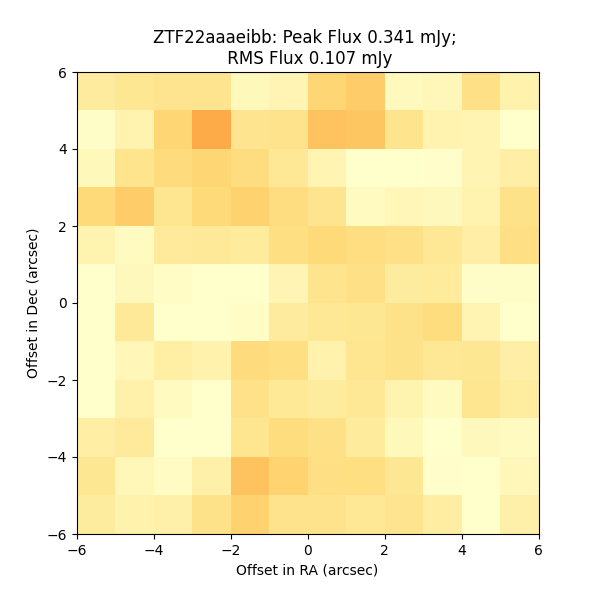 ZTF22aaaeibb: Peak Flux 0.341 mJy;
RMS Flux 0.107 mJy
6
4
2
0
−2
−4
−6
Offset in Dec (arcsec)
−6 −4 −2 0 2 4 6
Offset in RA (arcsec)